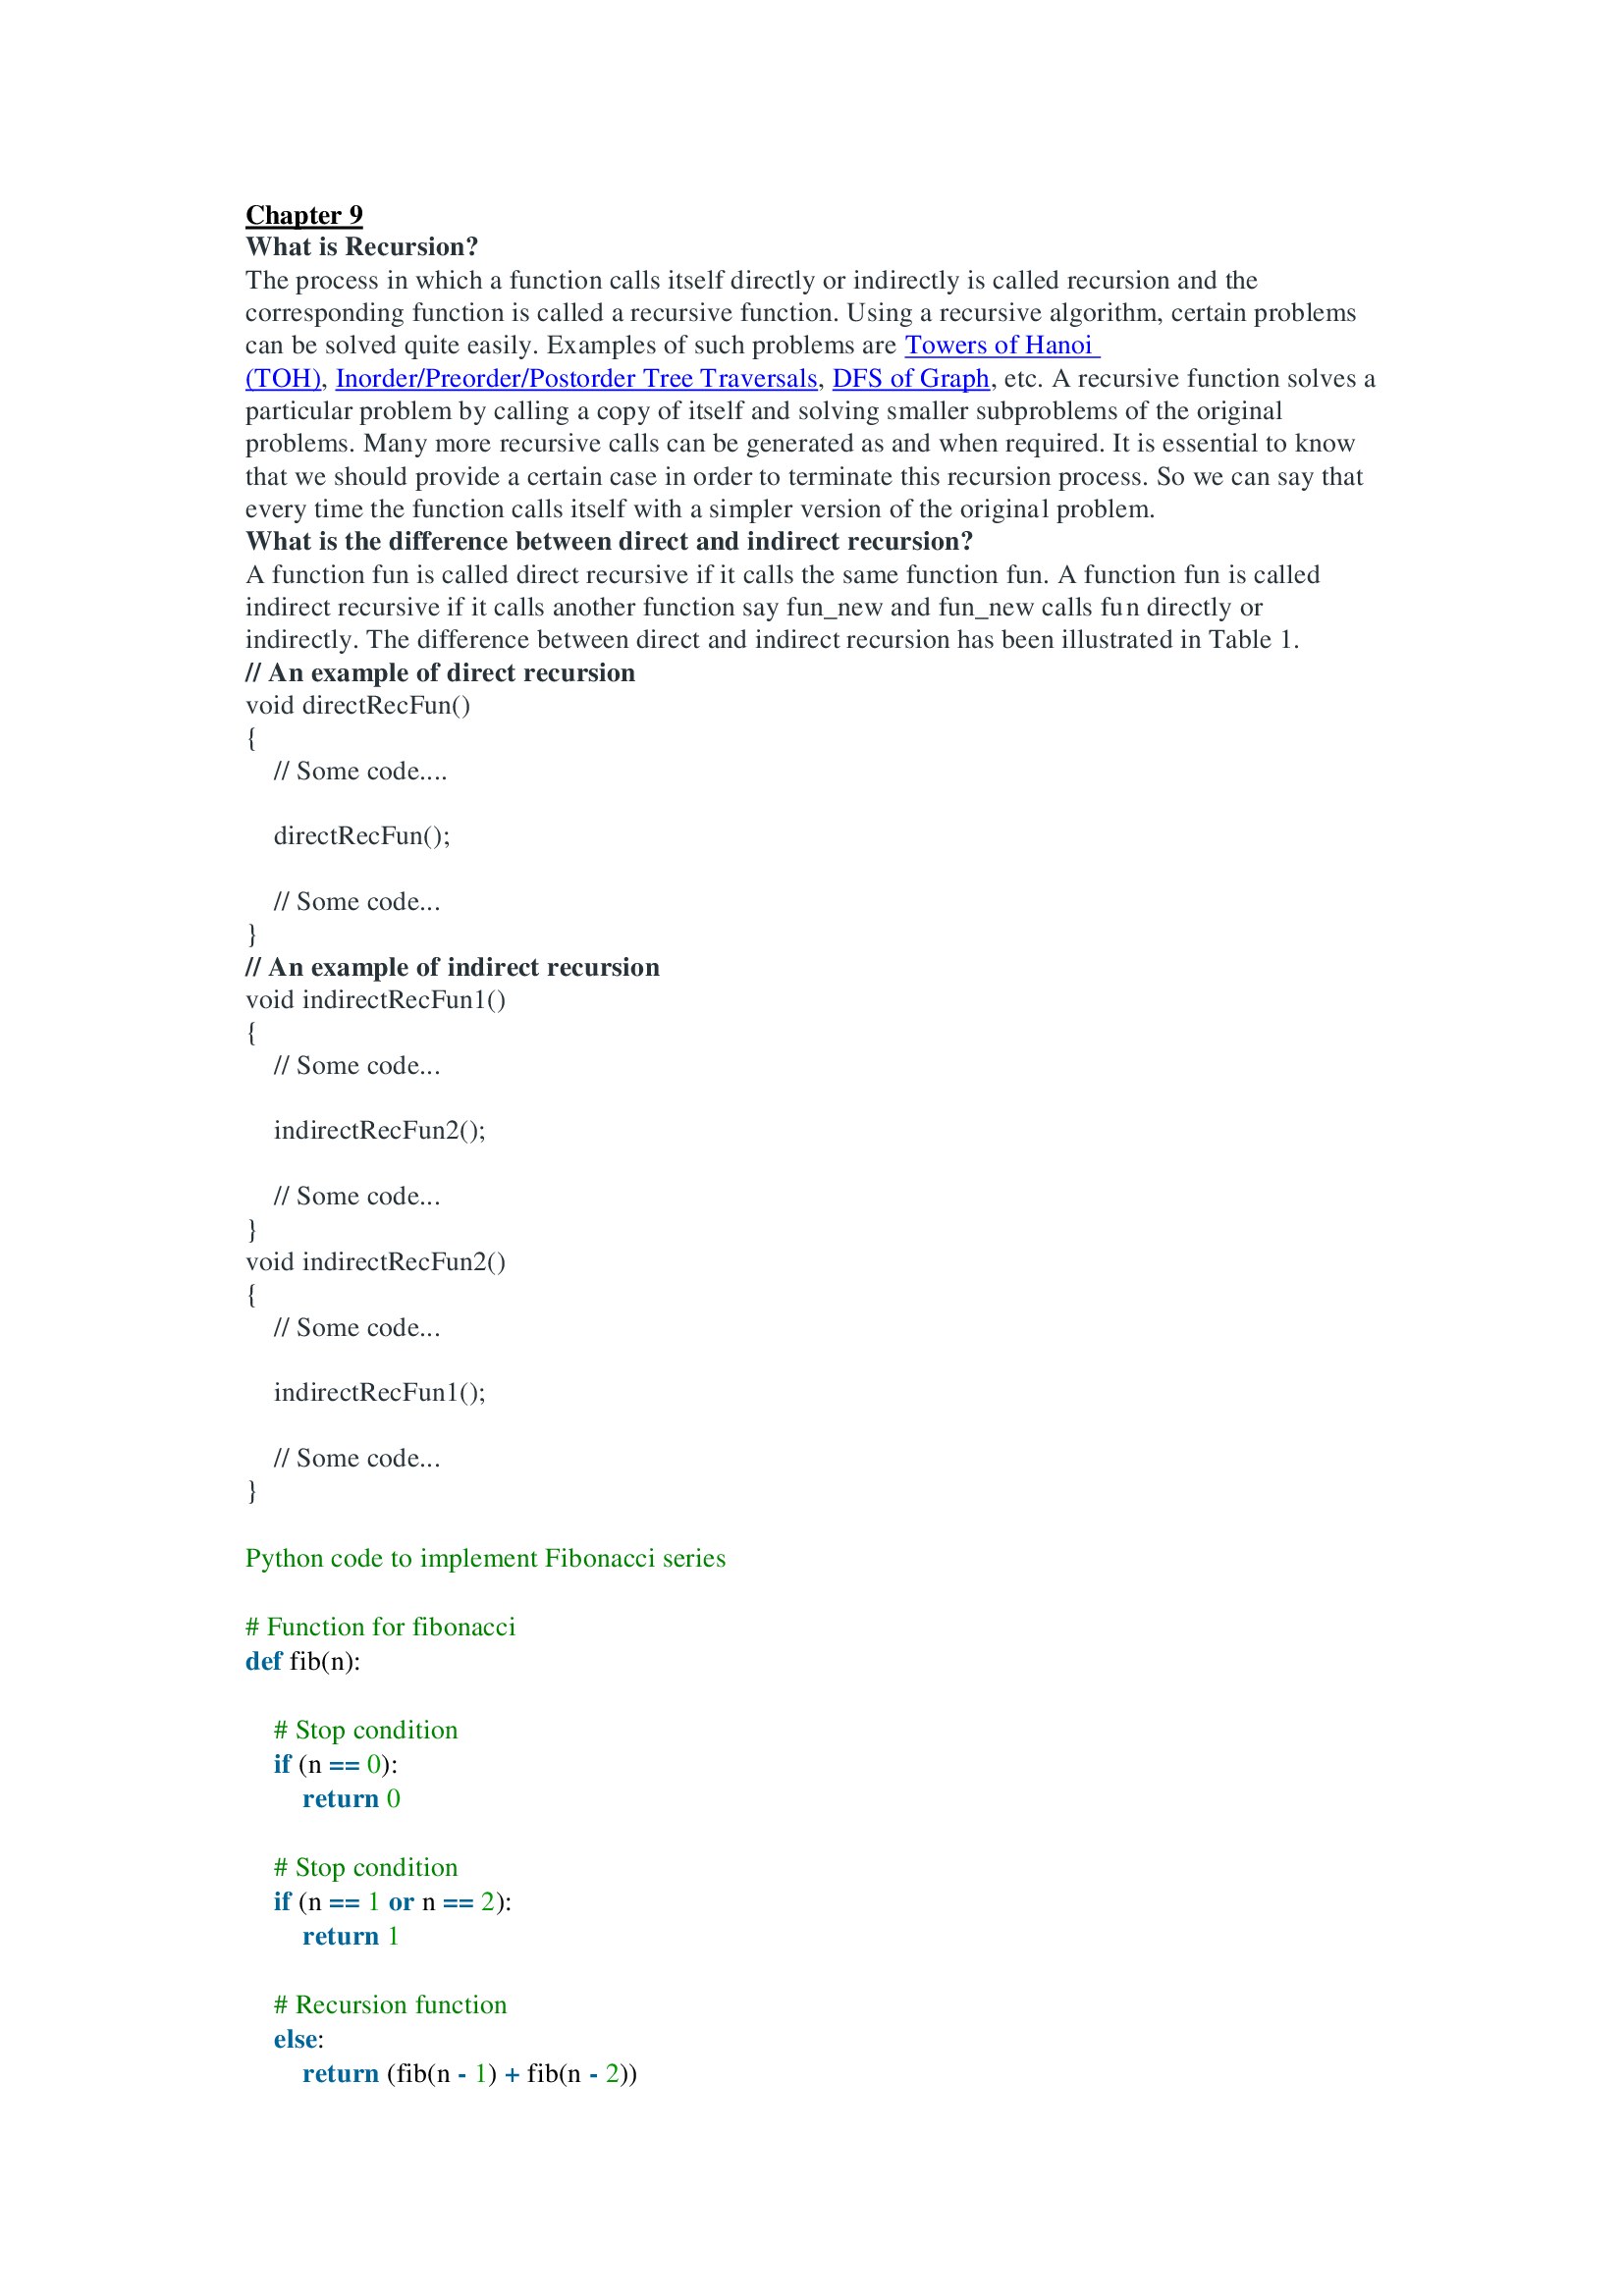 Chapter 9
What is Recursion?
The process in which a function calls itself directly or indirectly is called recursion and the
corresponding function is called a recursive function. Using a recursive algorithm, certain problems
can be solved quite easily. Examples of such problems are Towers of Hanoi
(TOH), Inorder/Preorder/Postorder Tree Traversals, DFS of Graph, etc. A recursive function solves a
particular problem by calling a copy of itself and solving smaller subproblems of the original
problems. Many more recursive calls can be generated as and when required. It is essential to know
that we should provide a certain case in order to terminate this recursion process. So we can say that
every time the function calls itself with a simpler version of the original problem.
What is the difference between direct and indirect recursion?
A function fun is called direct recursive if it calls the same function fun. A function fun is called
indirect recursive if it calls another function say fun_new and fun_new calls fun directly or
indirectly. The difference between direct and indirect recursion has been illustrated in Table 1.
// An example of direct recursion
void directRecFun()
{
    // Some code....

    directRecFun();

    // Some code...
}
// An example of indirect recursion
void indirectRecFun1()
{
    // Some code...

    indirectRecFun2();

    // Some code...
}
void indirectRecFun2()
{
    // Some code...

    indirectRecFun1();

    // Some code...
}

Python code to implement Fibonacci series

# Function for fibonacci
def fib(n):

    # Stop condition
    if (n == 0):
        return 0

    # Stop condition
    if (n == 1 or n == 2):
        return 1

    # Recursion function
    else:
        return (fib(n - 1) + fib(n - 2))